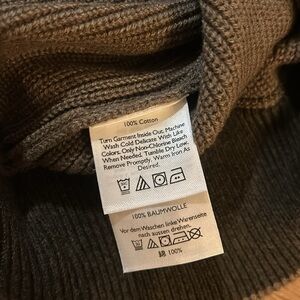 100% Cotton
Turn Garment Inside Out, Machine
Wash Cold Delicate With Like
Colors, Only Non-Chlorine Bleach
When Needed. Tumble Dry Low.
Remove Promptly. Warm Iron As
Desired.
100% BAUMWOLLE
Vor dem Waschen linke Warenseite
nach aussen drehen.
100%